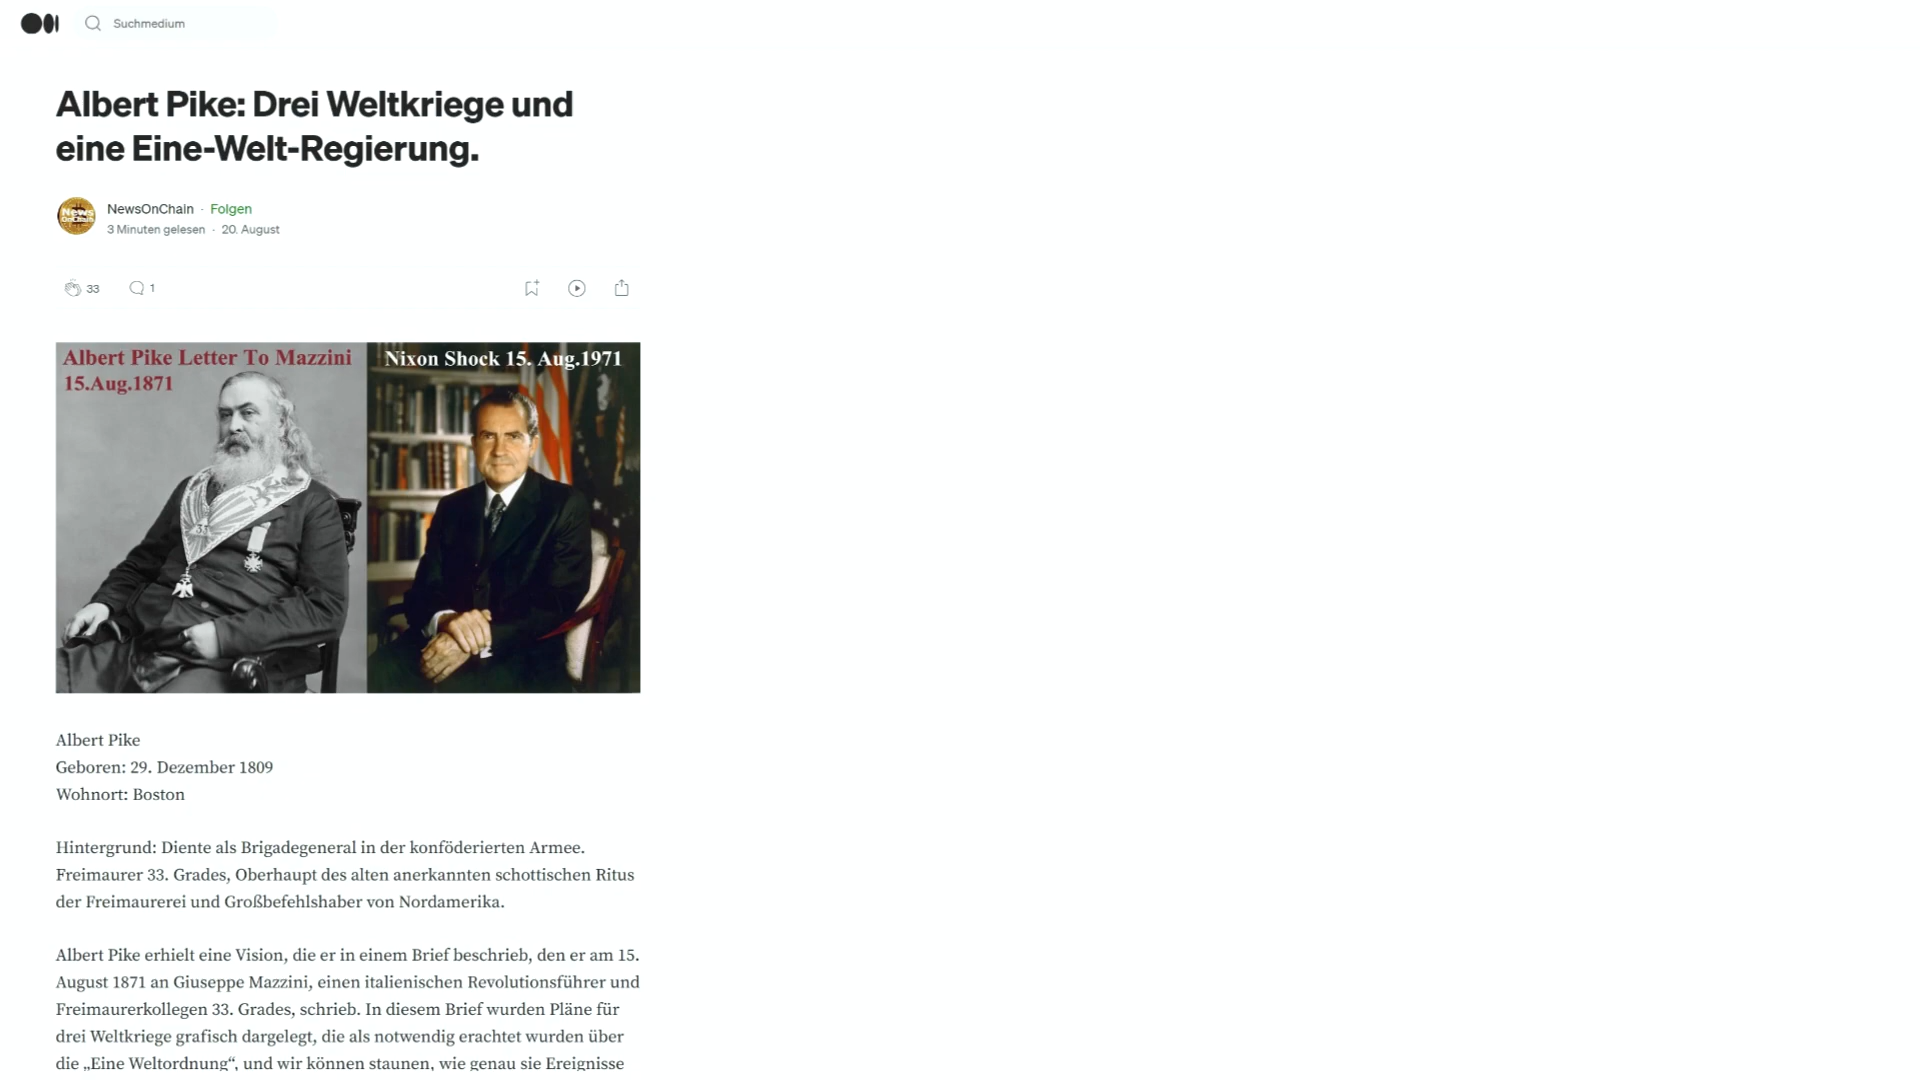 Suchmedium
Albert Pike: Drei Weltkriege und
eine Eine-Welt-Regierung.
NewsOnChain · Folgen
3 Minuten gelesen · 20. August
33
1
Albert Pike Letter To Mazzini
15.Aug.1871
Nixon Shock 15. Aug.1971
Albert Pike
Geboren: 29. Dezember 1809
Wohnort: Boston
Hintergrund: Diente als Brigadegeneral in der konföderierten Armee.
Freimaurer 33. Grades, Oberhaupt des alten anerkannten schottischen Ritus
der Freimaurerei und Großbefehlshaber von Nordamerika.
Albert Pike erhielt eine Vision, die er in einem Brief beschrieb, den er am 15.
August 1871 an Giuseppe Mazzini, einen italienischen Revolutionsführer und
Freimaurerkollegen 33. Grades, schrieb. In diesem Brief wurden Pläne für
drei Weltkriege grafisch dargelegt, die als notwendig erachtet wurden über
die „Eine Weltordnung“, und wir können staunen, wie genau sie Ereignisse